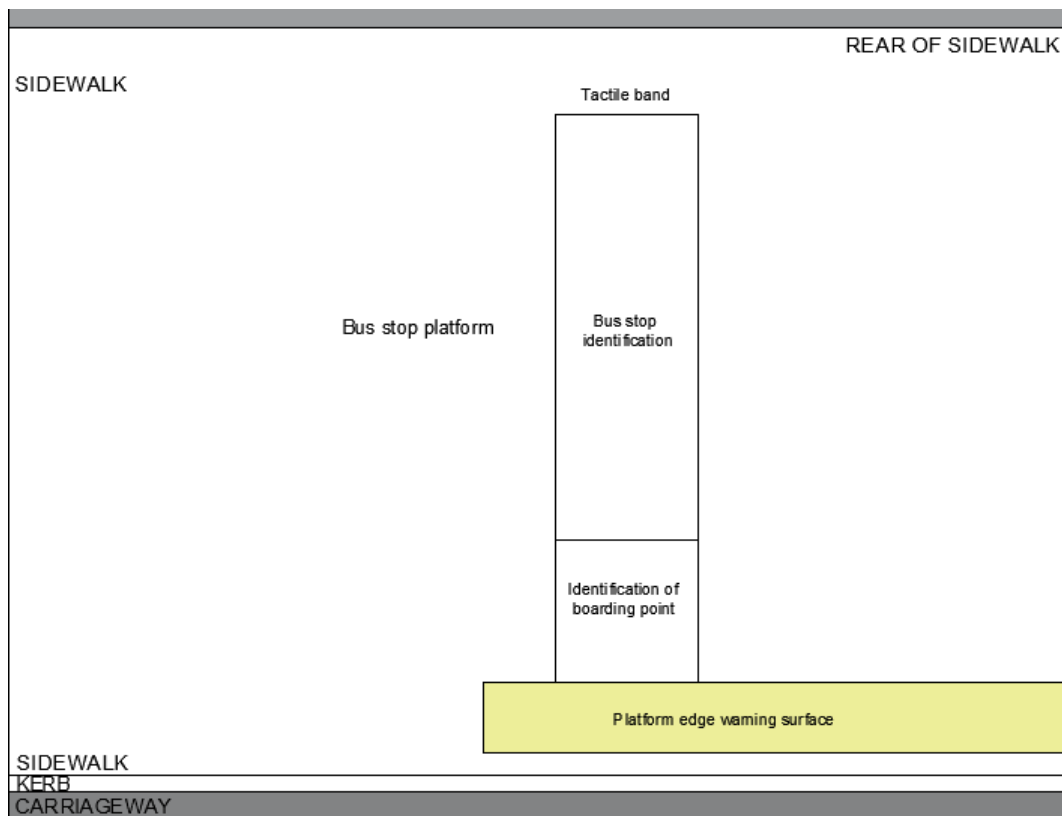 REAR OF SIDEWALK
SIDEWALK
Tactile band
Bus stop platform
Bus stop
identification
Identification of
boarding point
Platform edge warning surface
SIDEWALK
KERB
CARRIAGEWAY